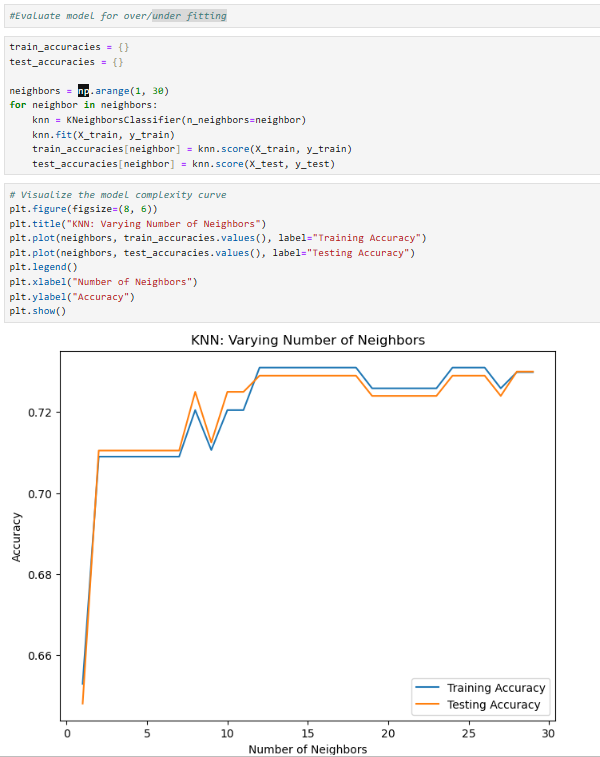 #Evaluate model for over/under fitting
train_accuracies = {}
test_accuracies = {}
neighbors = np.arange(1, 30)
for neighbor in neighbors:
knn = KNeighborsClassifier(n_neighbors=neighbor)
knn.fit(X_train, y_train)
train_accuracies[neighbor] = knn.score(X_train, y_train)
test_accuracies[neighbor] = knn.score(X_test, y_test)
# Visualize the model complexity curve
plt.figure(figsize=(8, 6))
plt.title("KNN: Varying Number of Neighbors")
plt.plot(neighbors, train_accuracies.values(), label="Training Accuracy")
plt.plot(neighbors, test_accuracies.values(), label="Testing Accuracy")
plt.legend()
plt.xlabel("Number of Neighbors")
plt.ylabel("Accuracy")
plt.show()
KNN: Varying Number of Neighbors
0.72
0.70
0.68
0.66
Accuracy
Training Accuracy
Testing Accuracy
0 5 10 15 20 25 30
Number of Neighbors